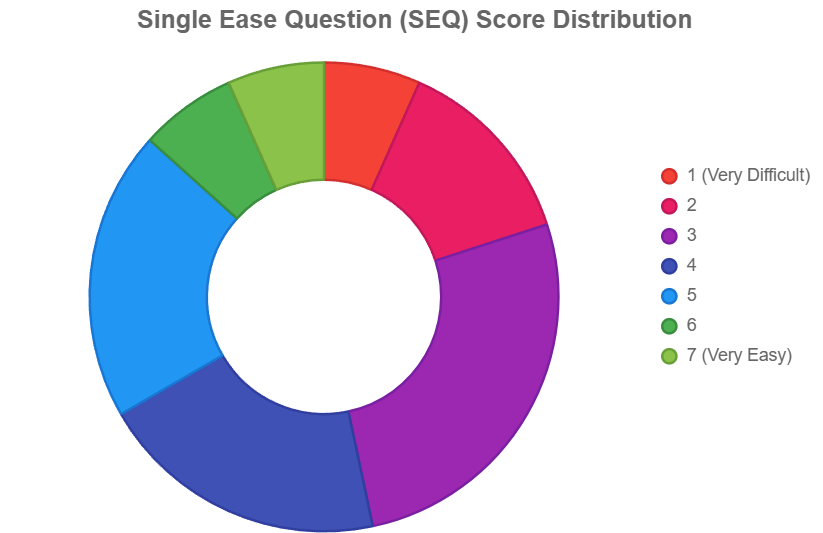 Single Ease Question (SEQ) Score Distribution
1 (Very Difficult)
2
3
4
5
6
7 (Very Easy)